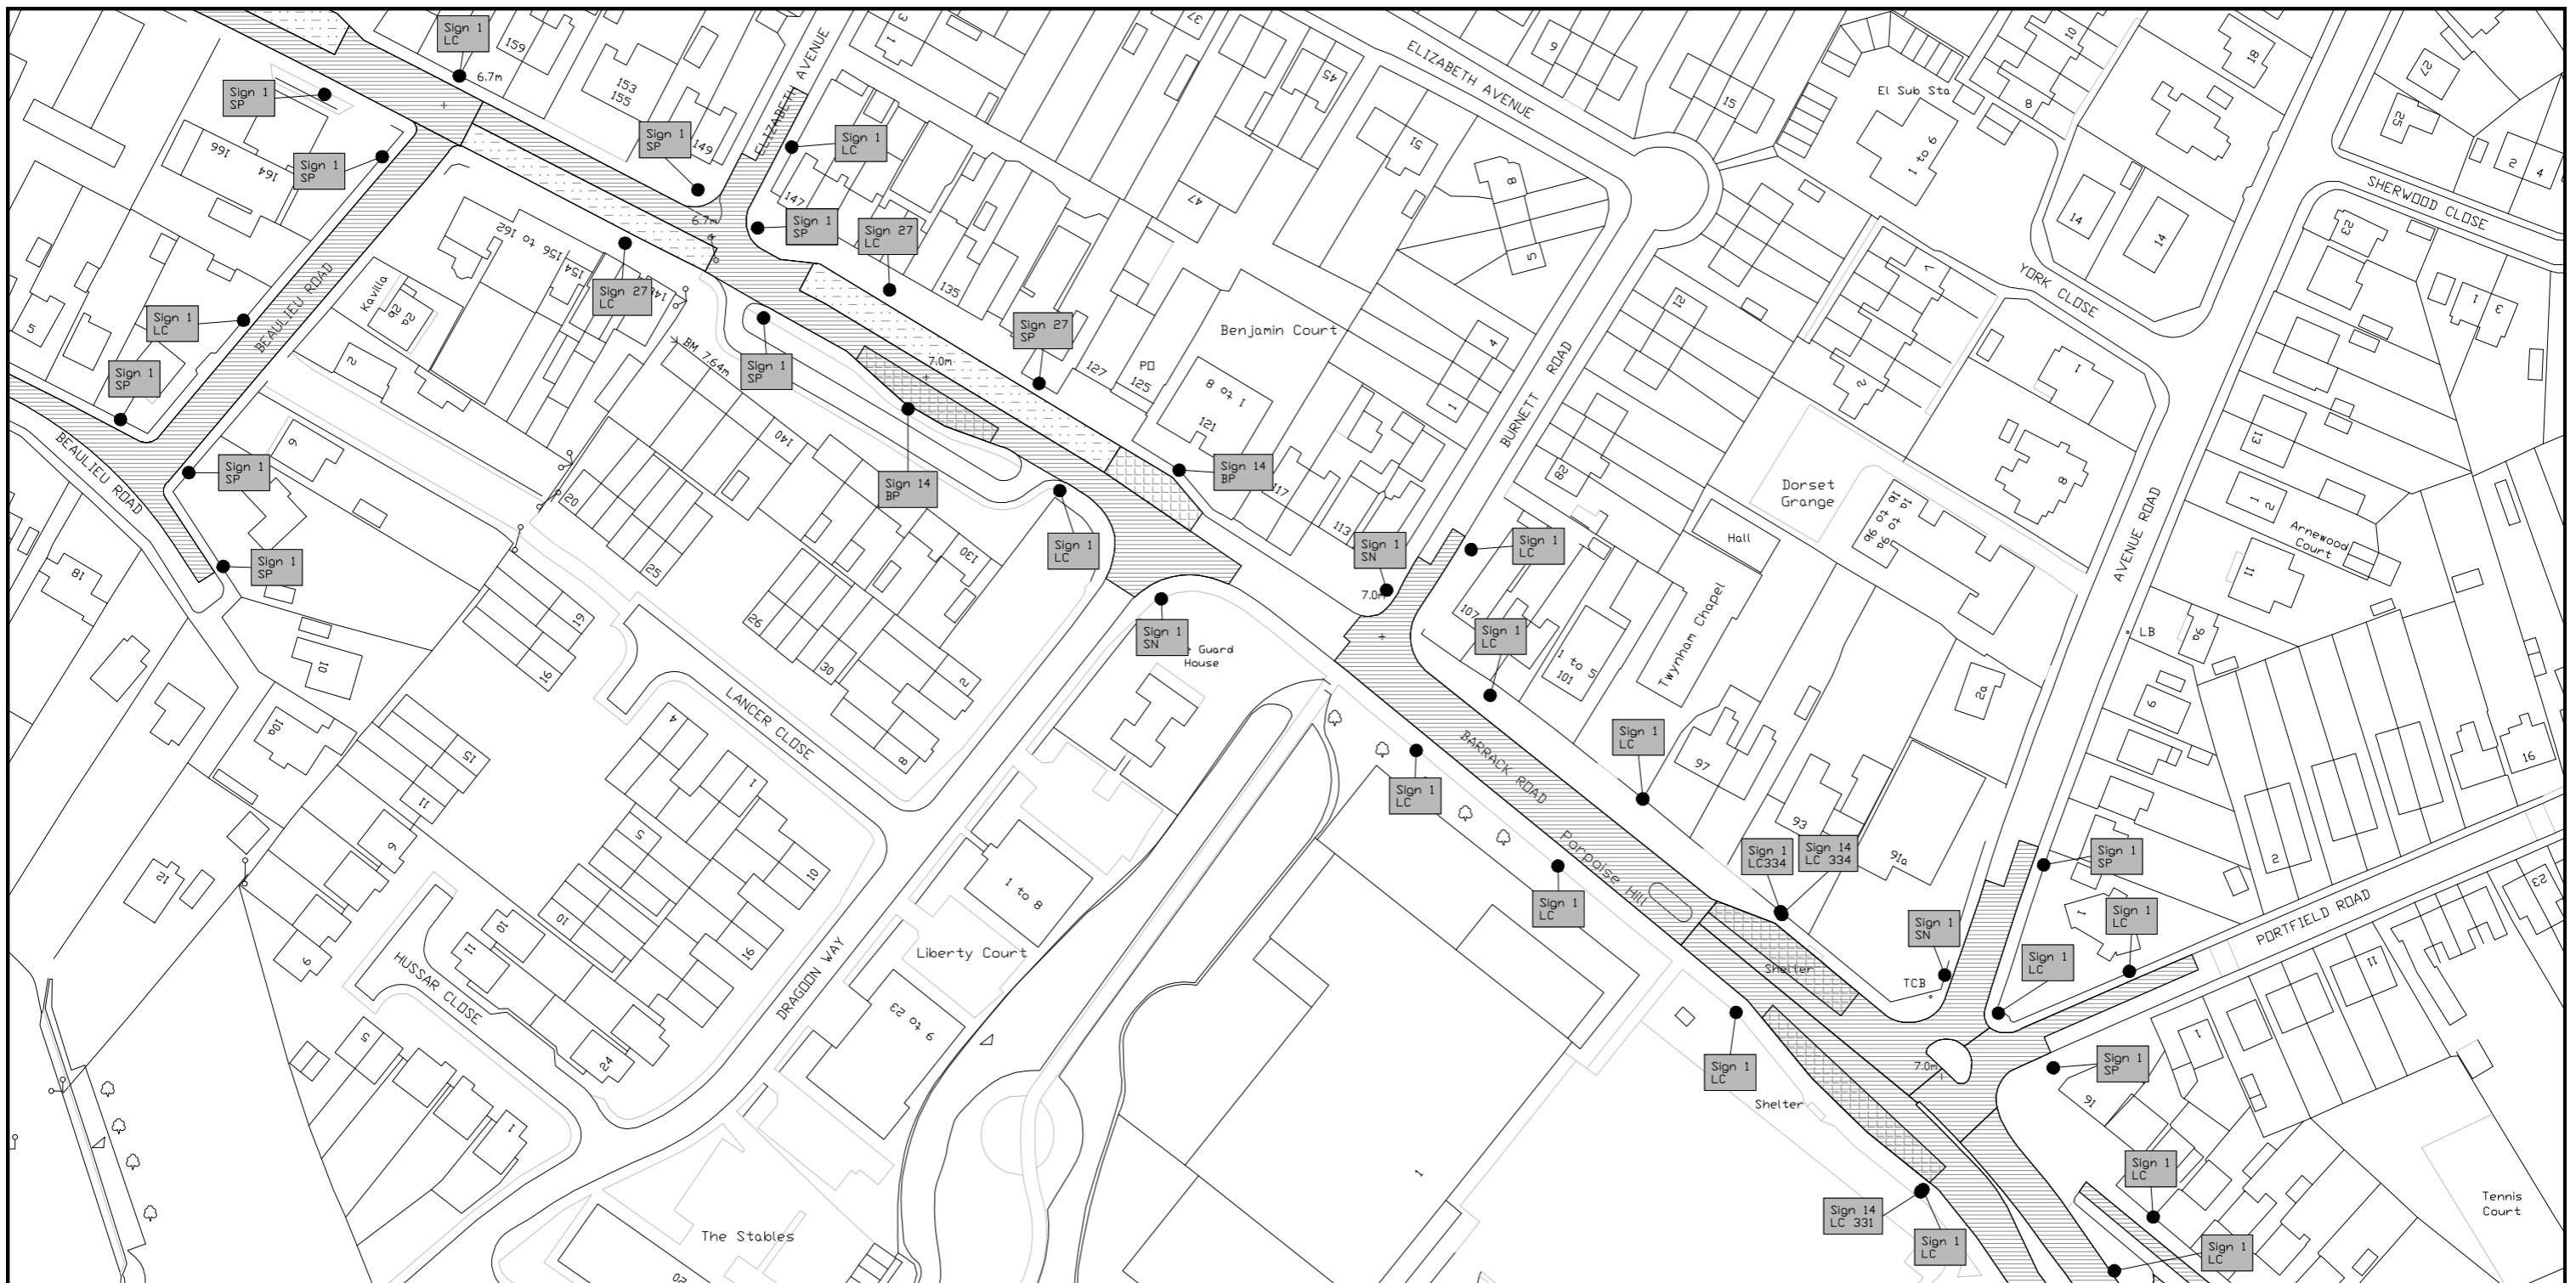 Sign 1
LC
159
6.7m
Sign 1
SP
153
155
ELIZABETH AVENUE
3
1
37
45
ELIZABETH AVENUE
9
15
El Sub Sta
1 to 6
10
8
18
27
25
2
4
SHERWOOD CLOSE
166
164
Sign 1
SP
Sign 1
SP
149
Sign 1
LC
147
Sign 1
SP
Sign 27
LC
6.7m
135
47
51
8
5
14
14
YORK CLOSE
23
1
3
156 to 162
154
Sign 27
LC
Kavilla
2a
2b
BEAULIEU ROAD
5
Sign 1
LC
Sign 1
SP
2
BM 7.64m
Sign 1
SP
7.0m
Sign 27
SP
127
PO
125
Benjamin Court
1 to 8
121
4
1
BURNETT ROAD
21
28
7
2
1
8
13
1
2
Arnewood
Court
11
AVENUE ROAD
BEAULIEU ROAD
Sign 1
SP
9
Sign 1
SP
18
20
25
140
130
Sign 14
BP
Sign 14
BP
117
113
Sign 1
LC
Sign 1
SN
7.0m
Sign 1
LC
107
Sign 1
LC
1 to 5
101
Hall
Twynham Chapel
Dorset
Grange
1a to 9a
1b to 9b
LB
9a
9
2a
10
10a
19
16
15
11
26
30
2
8
LANCER CLOSE
Sign 1
SN
Guard
House
BARRACK ROAD
Porpoise Hill
Sign 1
LC
Sign 1
LC
Sign 1
LC
97
93
91a
Sign 1
LC334
Sign 14
LC 334
Sign 1
SP
Sign 1
LC
Sign 1
SN
TCB
Sign 1
LC
PORTFIELD ROAD
2
16
23
11
1
1
12
9
9
4
1
5
10
10
16
10
11
24
HUSSAR CLOSE
DRAGOON WAY
1 to 8
Liberty Court
9 to 23
5
1
The Stables
20
1
Shelter
Shelter
Sign 1
LC
7.0m
Sign 1
SP
91
1
Sign 1
LC
Sign 14
LC 331
Sign 1
LC
Sign 1
LC
Tennis
Court